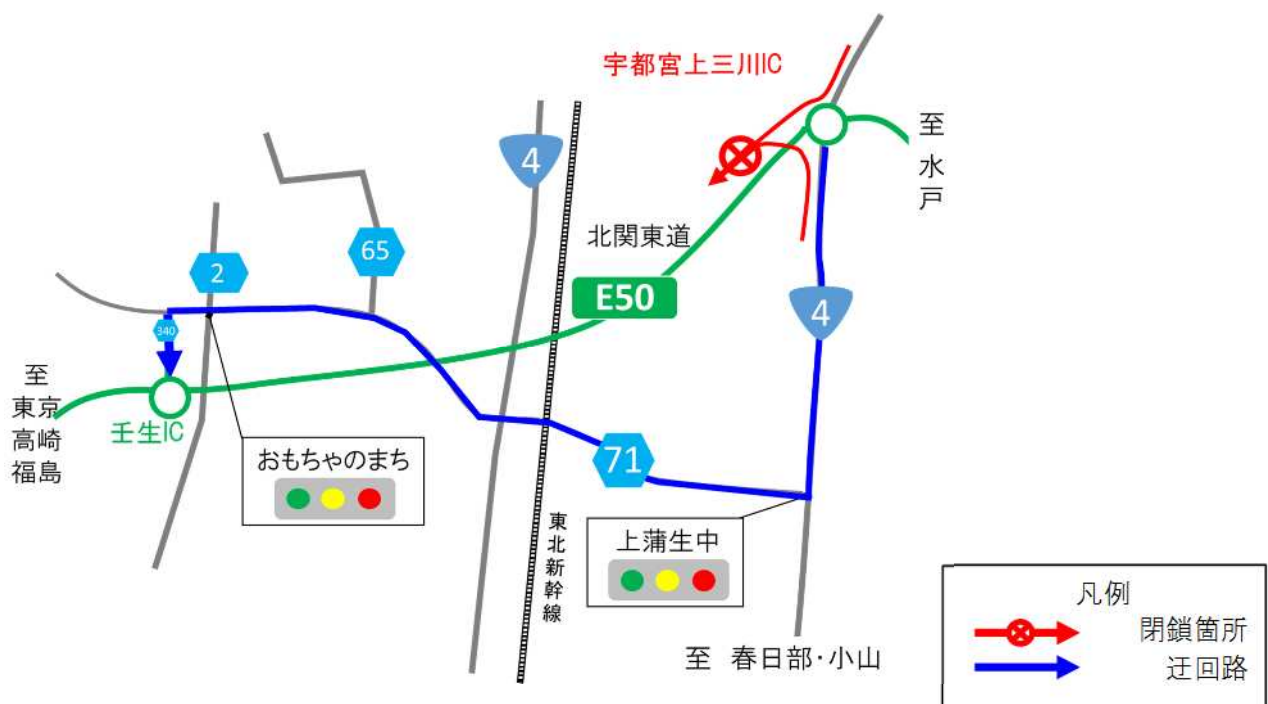 宇都宮上三川IC
至
水
戸
4
北関東道
65
2
E50
4
340
至
東京
高崎
福島
壬生IC
おもちゃのまち
71
東北新幹線
上蒲生中
至 春日部・小山
凡例
閉鎖箇所
迂回路